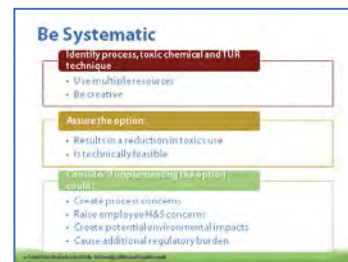 Be Systematic
Identify process, toxic chemical and TUR
technique
• Use multiple resources
• Be creative
Assure the option:
• Results in a reduction in toxics use
• Is technically feasible
Consider if implementing the option
could:
• Create process concerns
• Raise employee H&S concerns
• Create potential environmental impacts
• Cause additional regulatory burden